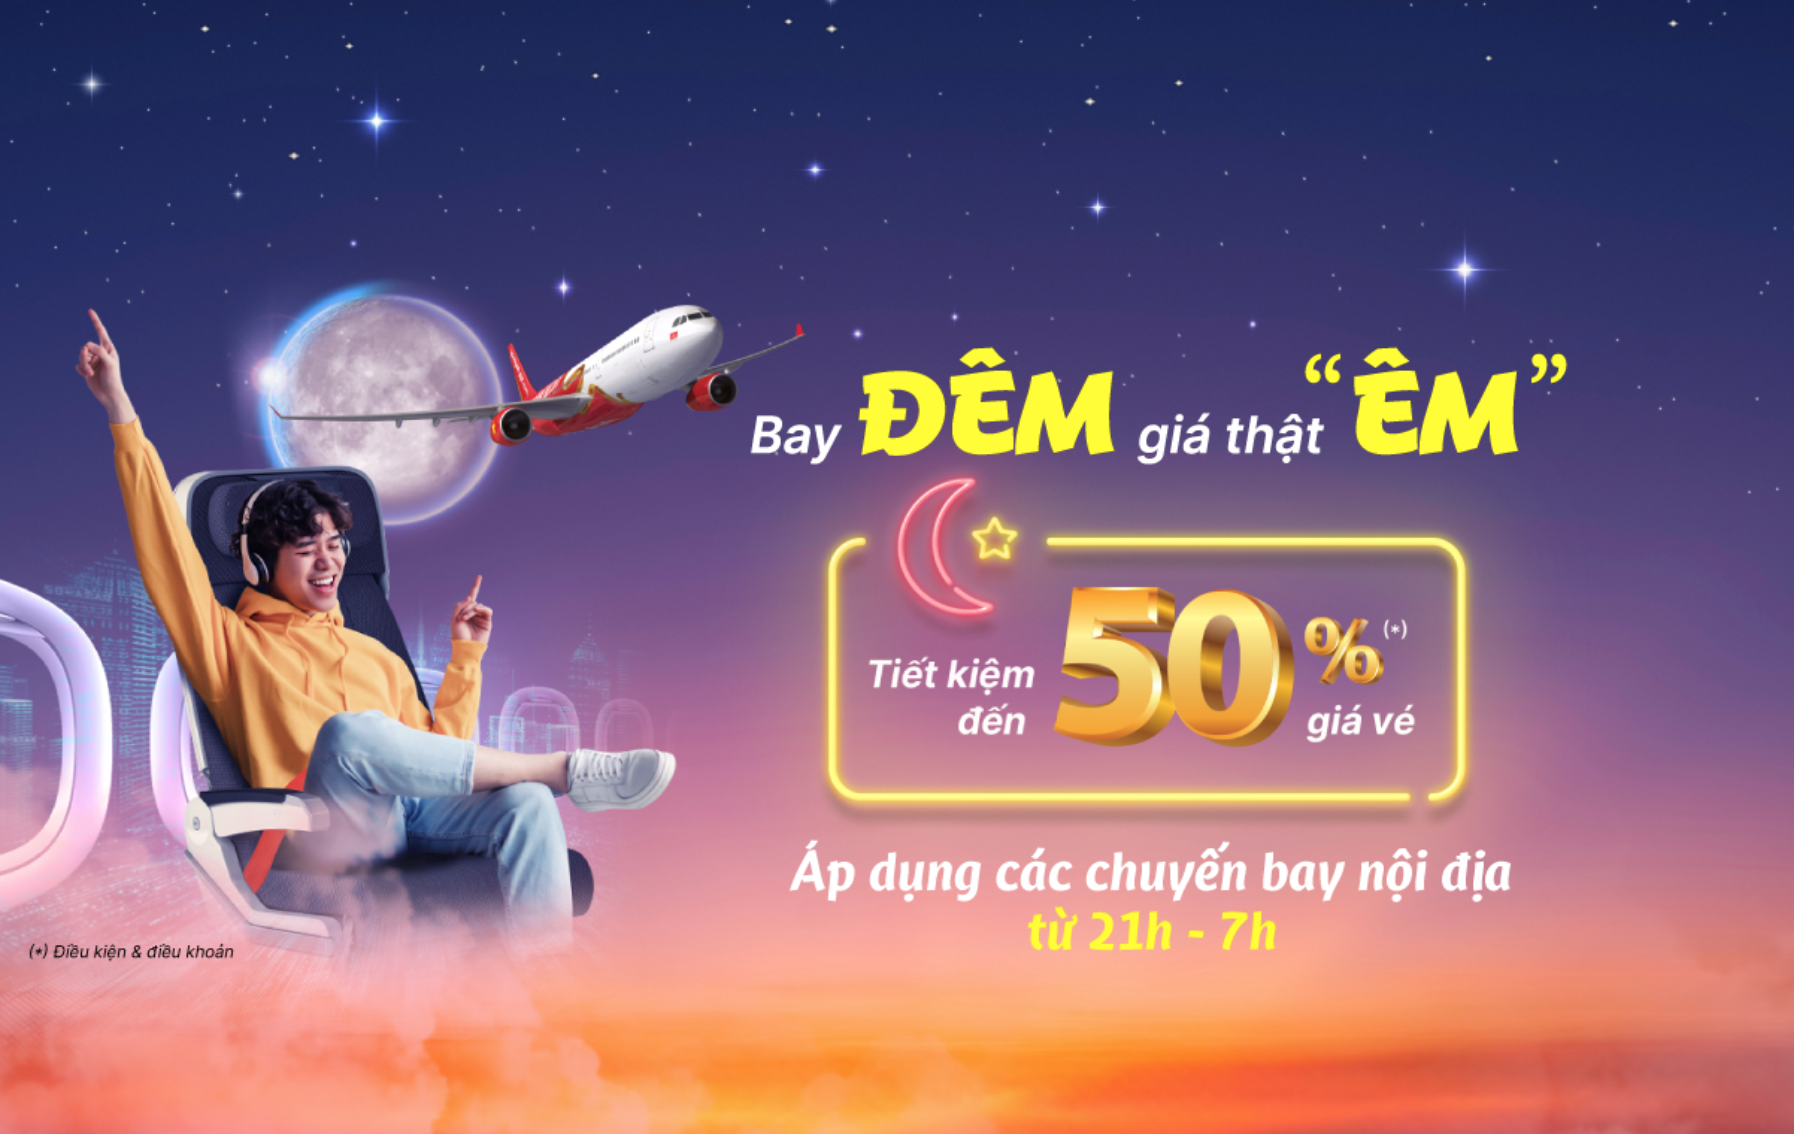 Bay ĐÊM giá thật “ÊM”
Tiết kiệm
đến
50%(*)
giá vé
Áp dụng các chuyến bay nội địa
từ 21h - 7h
(*) Điều kiện & điều khoản